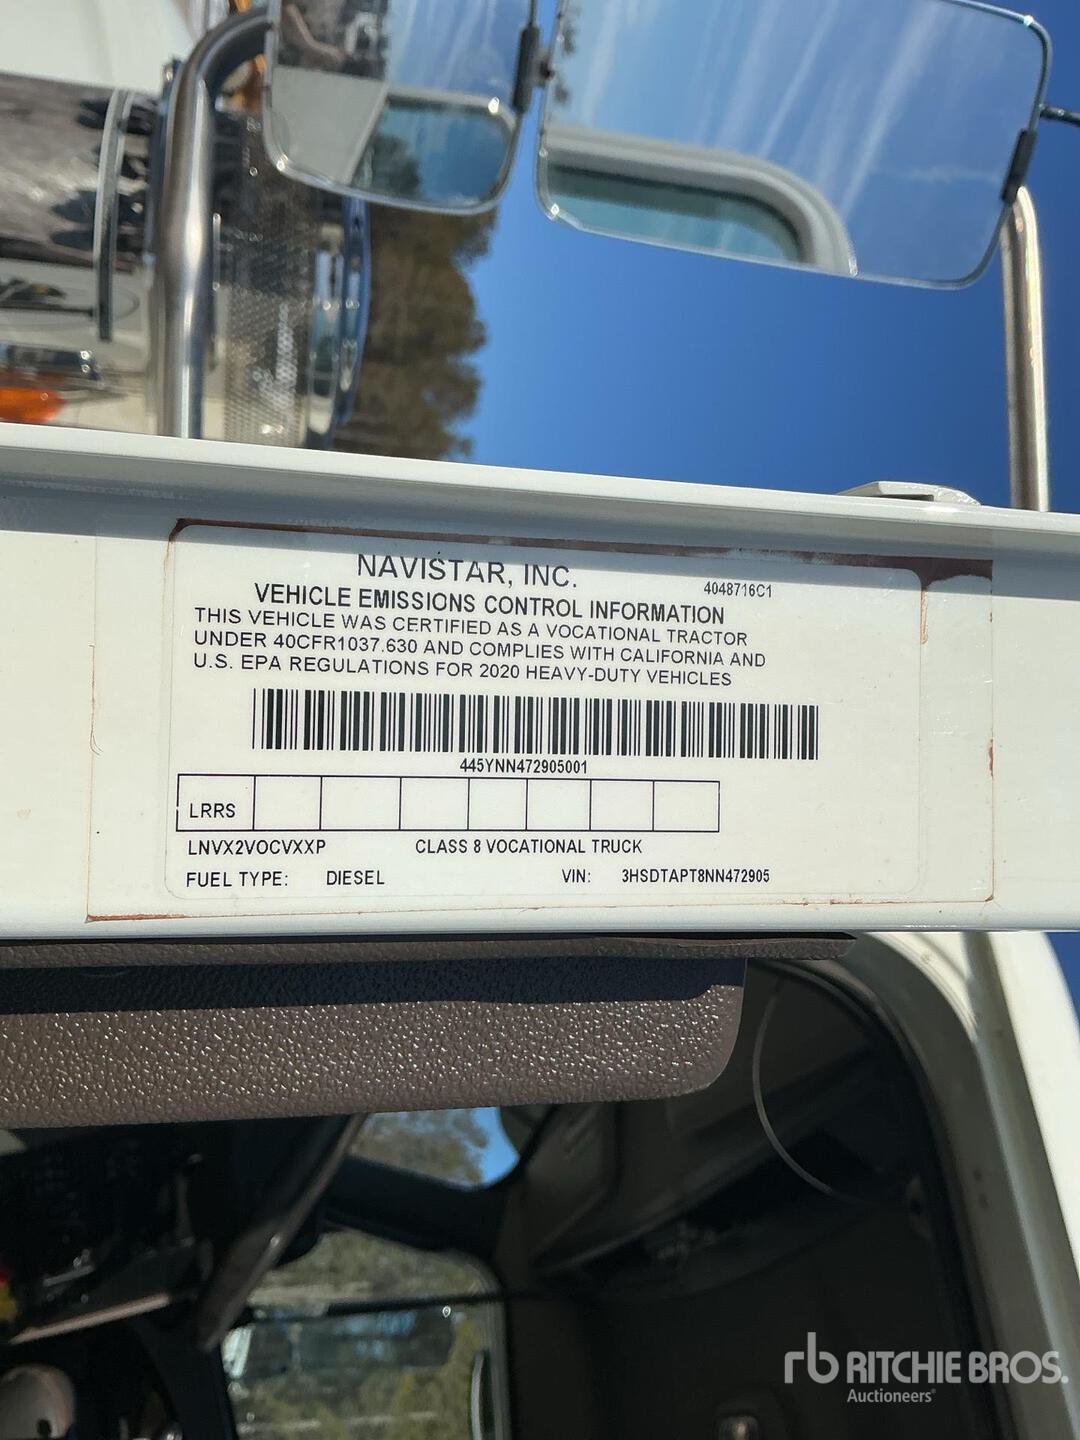 NAVISTAR, INC.
4048716C1
VEHICLE EMISSIONS CONTROL INFORMATION
THIS VEHICLE WAS CERTIFIED AS A VOCATIONAL TRACTOR
UNDER 40CFR1037.630 AND COMPLIES WITH CALIFORNIA AND
U.S. EPA REGULATIONS FOR 2020 HEAVY-DUTY VEHICLES
445YNN472905001
LRRS
LNVX2VOCVXXP CLASS 8 VOCATIONAL TRUCK
FUEL TYPE: DIESEL VIN: 3HSDTAPT8NN472905
rb RITCHIE BROS.
Auctioneers